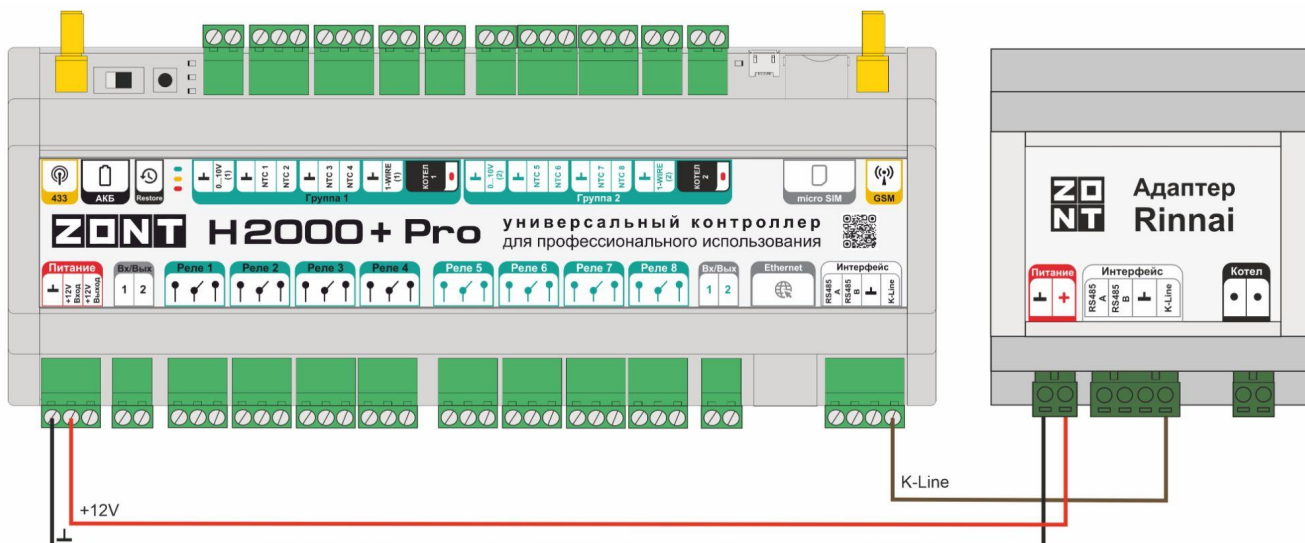 433
АКБ
Restore
0...10V (1)
NTC 1
NTC 2
NTC 3
NTC 4
1-WIRE (1)
КОТЕЛ 1
Группа 1
0...10V (2)
NTC 5
NTC 6
NTC 7
NTC 8
1-WIRE (2)
КОТЕЛ 2
Группа 2
micro SIM
GSM
ZONT H2000+ Pro
универсальный контроллер
для профессионального использования
Питание
+12V Вход
+12V Выход
Вх/Вых
1 2
Реле 1
Реле 2
Реле 3
Реле 4
Реле 5
Реле 6
Реле 7
Реле 8
Вх/Вых
1 2
Ethernet
Интерфейс
RS485 A
RS485 B
K-Line
ZONT
Адаптер
Rinnai
Питание
+
Интерфейс
RS485 A
RS485 B
K-Line
Котел
K-Line
+12V